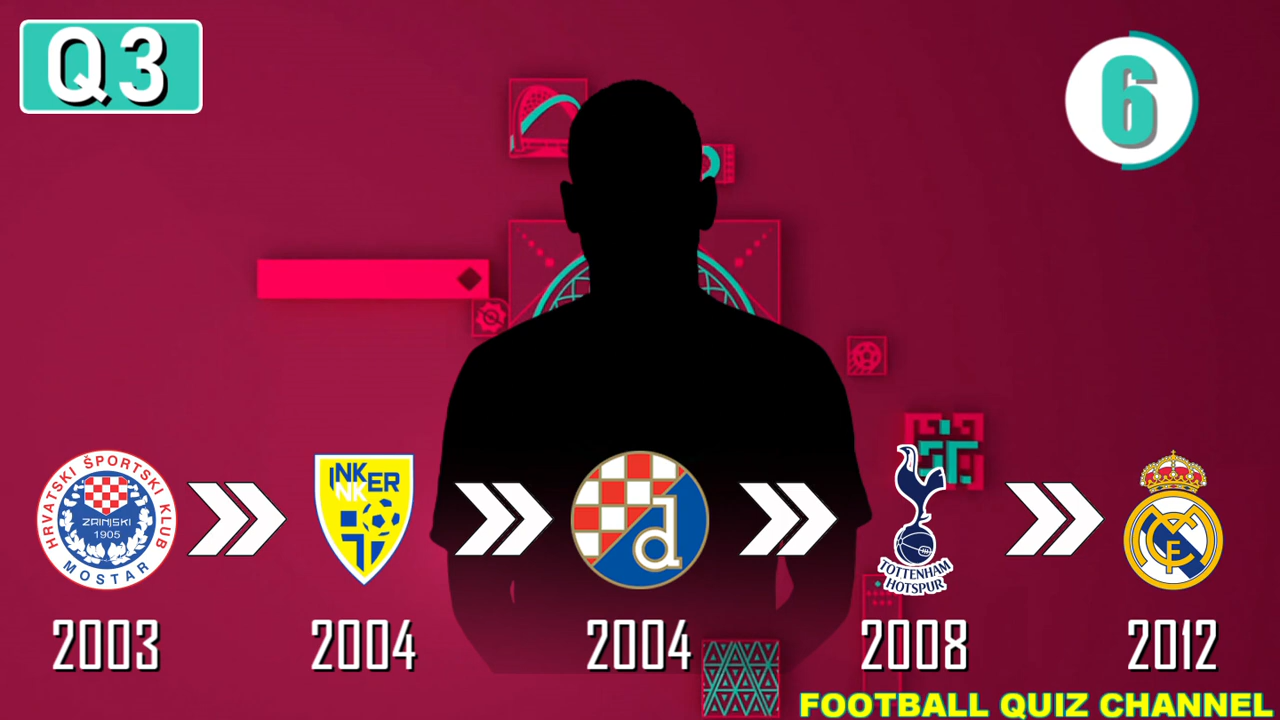 Q3
6
HRVATSKI ŠPORTSKI KLUB
ZRINJSKI
1905
MOSTAR
INKER
NK
d
TOTTENHAM
HOTSPUR
2003
2004
2004
2008
2012
FOOTBALL QUIZ CHANNEL